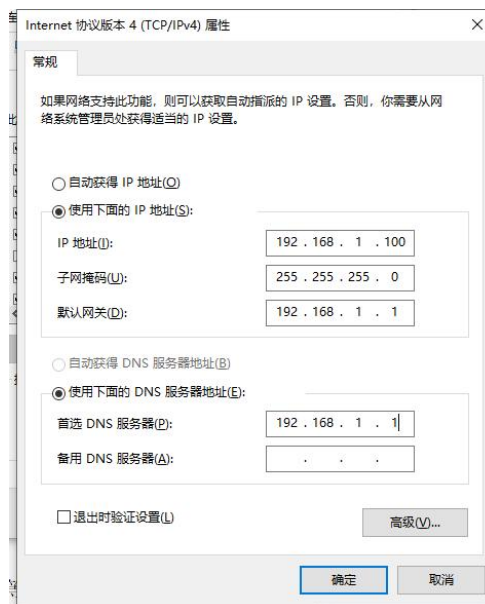 Internet 协议版本 4 (TCP/IPv4) 属性
常规
如果网络支持此功能，则可以获取自动指派的 IP 设置。否则，你需要从网
络系统管理员处获得适当的 IP 设置。
自动获得 IP 地址(O)
使用下面的 IP 地址(S):
IP 地址(I):
192 . 168 . 1 . 100
子网掩码(U):
255 . 255 . 255 . 0
默认网关(D):
192 . 168 . 1 . 1
自动获得 DNS 服务器地址(B)
使用下面的 DNS 服务器地址(E):
首选 DNS 服务器(P):
192 . 168 . 1 . 1
备用 DNS 服务器(A):
. . .
退出时验证设置(L)
高级(V)...
确定
取消